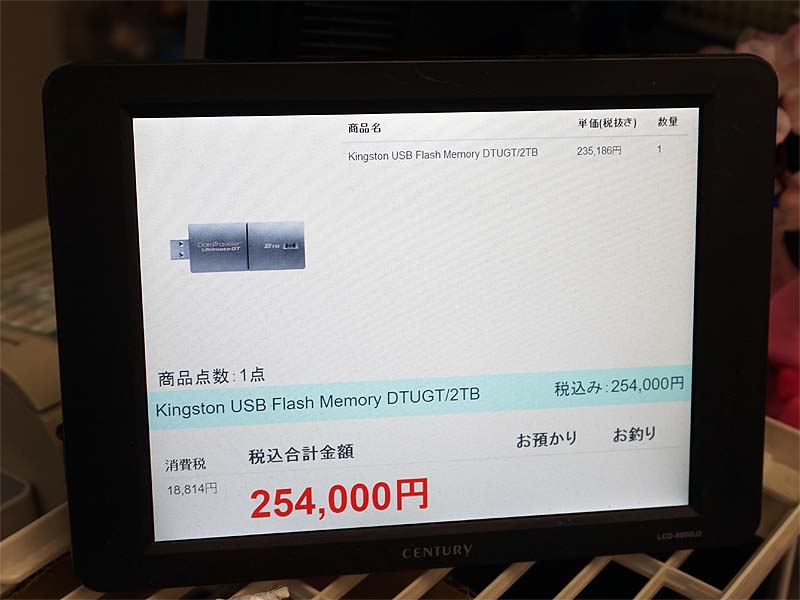 商品名 単価(税抜き) 数量
Kingston USB Flash Memory DTUGT/2TB 235,186円 1
DataTraveler
Ultimate GT
2TB
商品点数:1点
Kingston USB Flash Memory DTUGT/2TB 税込み:254,000円
消費税 税込合計金額 お預かり お釣り
18,814円
254,000円
CENTURY
LCD-8000U2